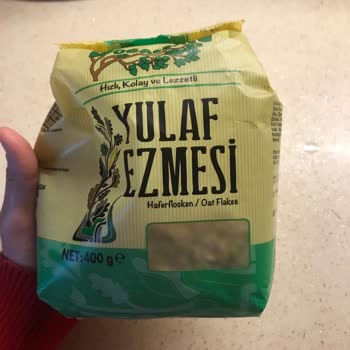 Hızlı, Kolay ve Lezzetli
YULAF
EZMESİ
Haferflocken / Oat Flakes
NET:400 g℮